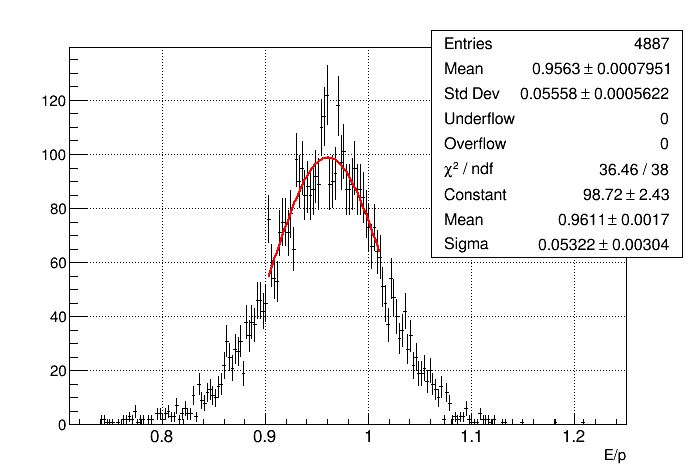 Entries 4887
Mean 0.9563 ± 0.0007951
Std Dev 0.05558 ± 0.0005622
Underflow 0
Overflow 0
χ² / ndf 36.46 / 38
Constant 98.72 ± 2.43
Mean 0.9611 ± 0.0017
Sigma 0.05322 ± 0.00304
120
100
80
60
40
20
0
0.8 0.9 1 1.1 1.2
E/p